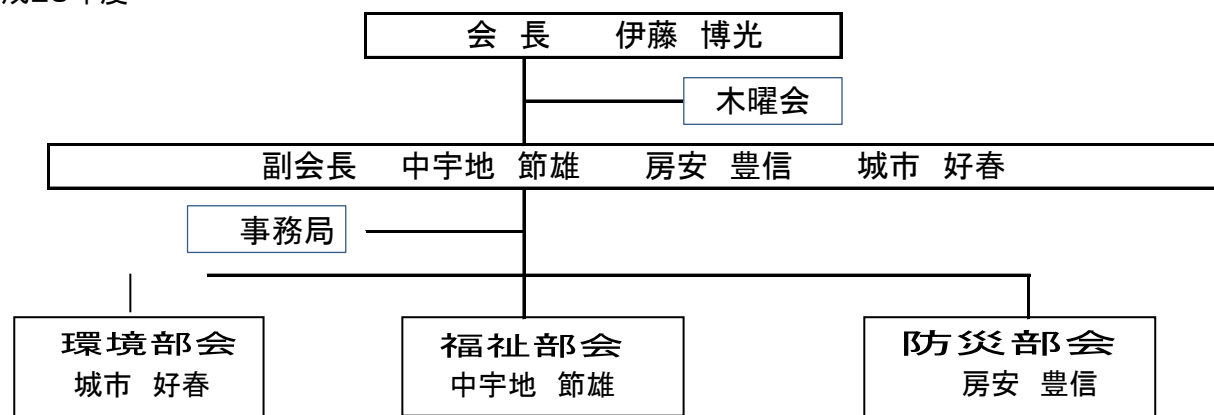 会 長　伊藤 博光
木曜会
副会長　中宇地 節雄　房安 豊信　城市 好春
事務局
環境部会　福祉部会　防災部会
城市 好春　中宇地 節雄　房安 豊信